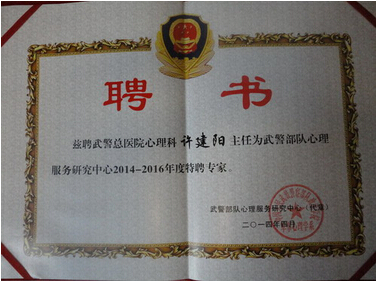 聘书
兹聘武警总医院心理科许建阳主任为武警部队心理
服务研究中心2014-2016年度特聘专家。
武警部队心理服务研究中心(代章)
二〇一四年四月